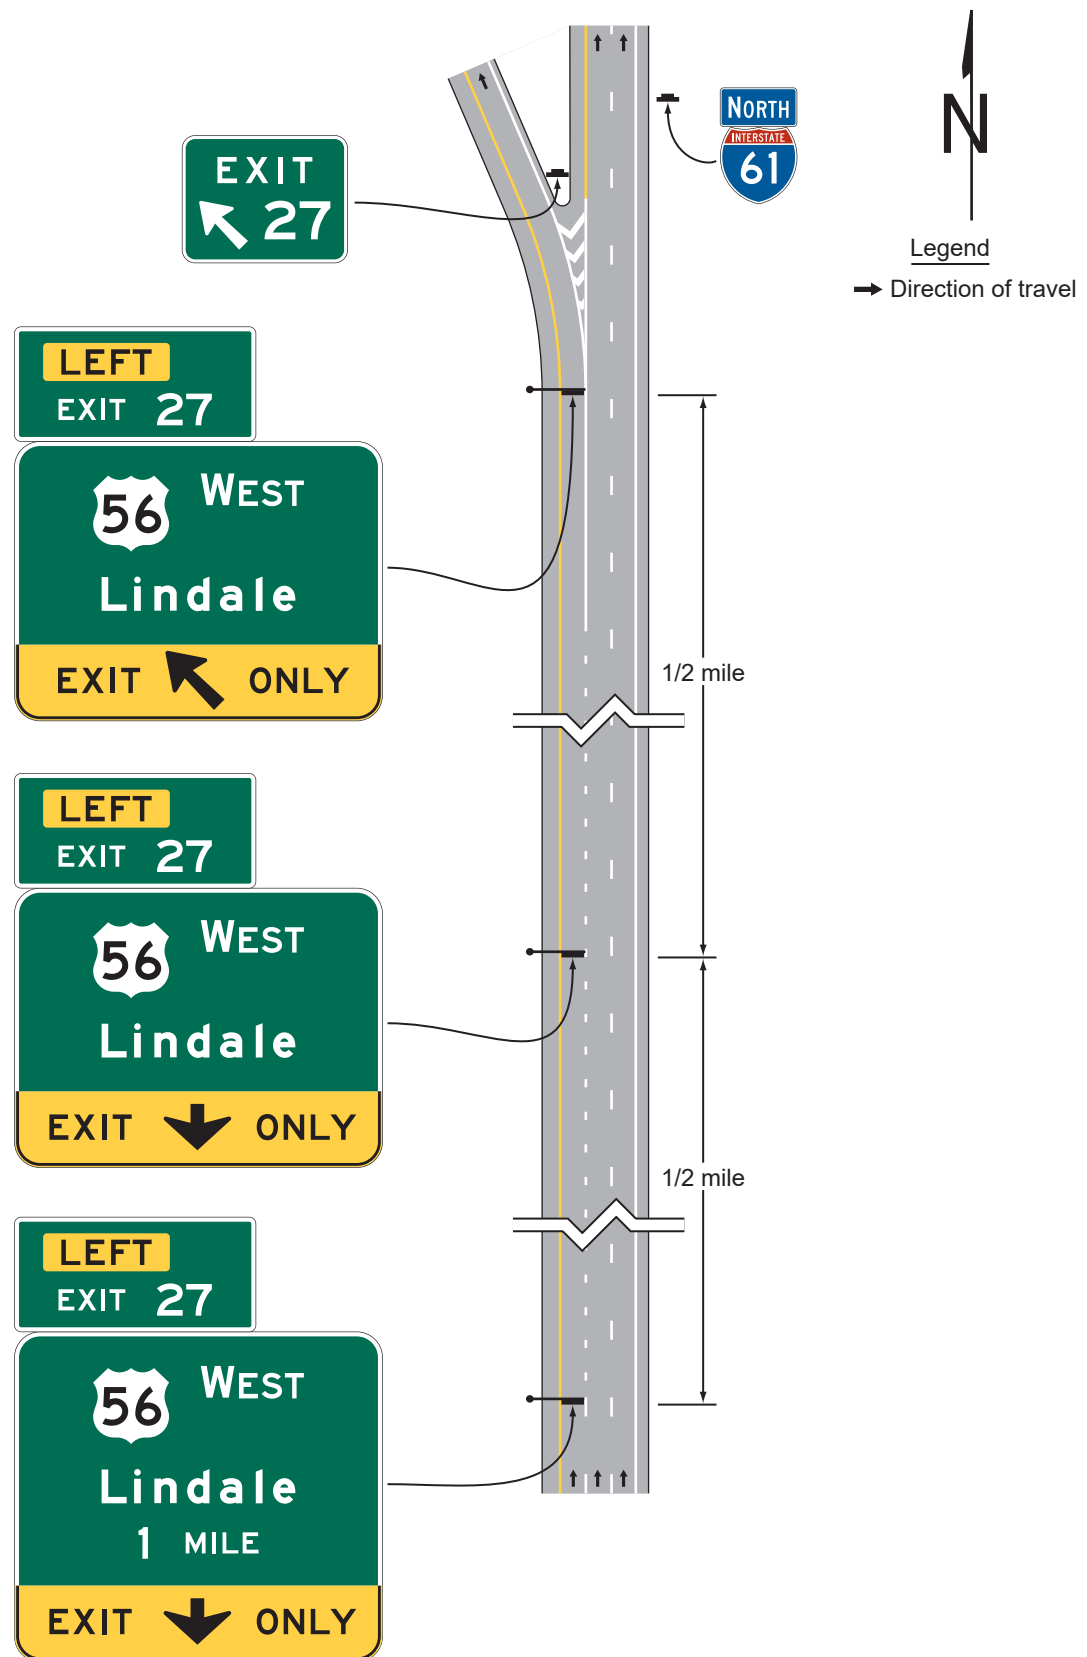 NORTH
INTERSTATE
61
N
EXIT
27
Legend
Direction of travel
LEFT
EXIT 27
56 WEST
Lindale
EXIT ONLY
1/2 mile
LEFT
EXIT 27
56 WEST
Lindale
EXIT ONLY
1/2 mile
LEFT
EXIT 27
56 WEST
Lindale
1 MILE
EXIT ONLY